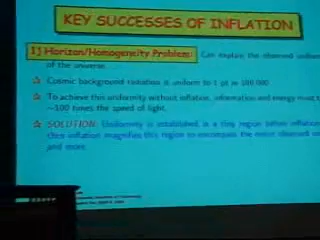 KEY SUCCESSES OF INFLATION
1) Horizon/Homogeneity Problem: Can explain the observed uniform
of the universe.
Cosmic background radiation is uniform to 1 pt in 100,000.
To achieve this uniformity without inflation, information and energy must t
~100 times the speed of light.
SOLUTION: Uniformity is established in a tiny region before inflation
then inflation magnifies this region to encompass the entire observed
and more.